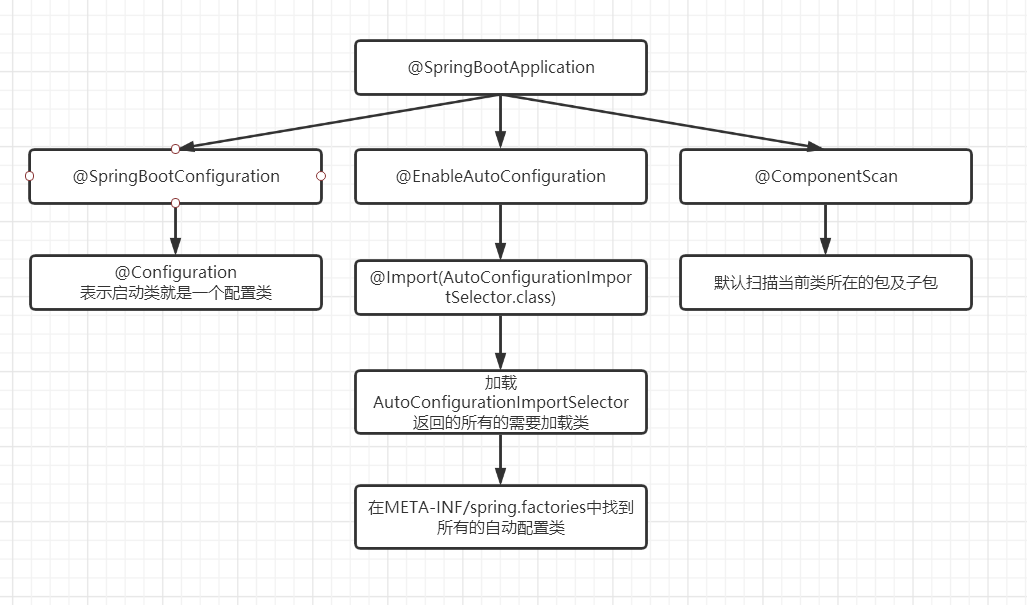 @SpringBootApplication
@SpringBootConfiguration
@EnableAutoConfiguration
@ComponentScan
@Configuration
表示启动类就是一个配置类
@Import(AutoConfigurationImpor
tSelector.class)
默认扫描当前类所在的包及子包
加载
AutoConfigurationImportSelector
返回的所有的需要加载类
在META-INF/spring.factories中找到
所有的自动配置类